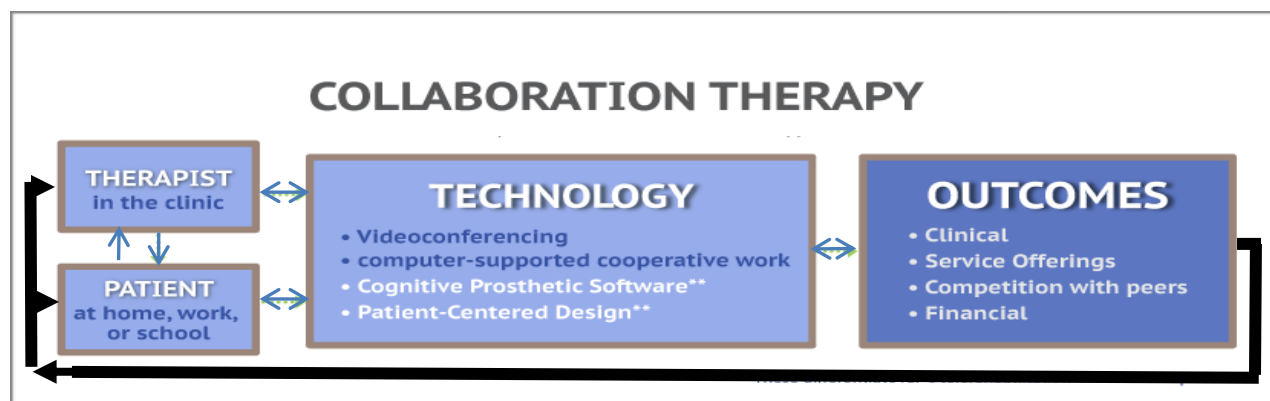 COLLABORATION THERAPY
THERAPIST
in the clinic
PATIENT
at home, work,
or school
TECHNOLOGY
• Videoconferencing
• computer-supported cooperative work
• Cognitive Prosthetic Software**
• Patient-Centered Design**
OUTCOMES
• Clinical
• Service Offerings
• Competition with peers
• Financial